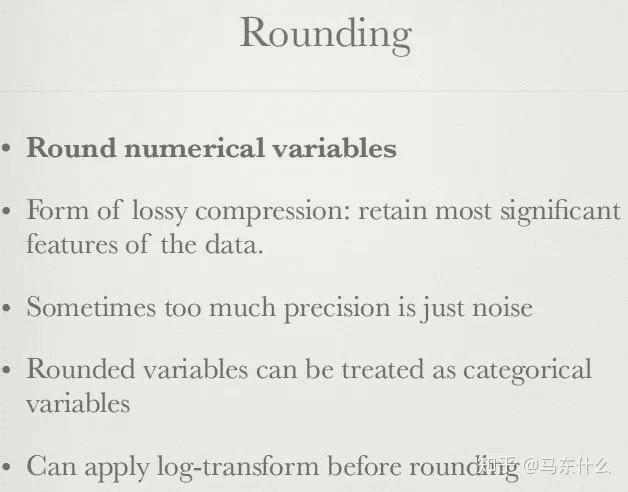 Rounding
• Round numerical variables
• Form of lossy compression: retain most significant
features of the data.
• Sometimes too much precision is just noise
• Rounded variables can be treated as categorical
variables
• Can apply log-transform before rounding
知乎 @马东什么